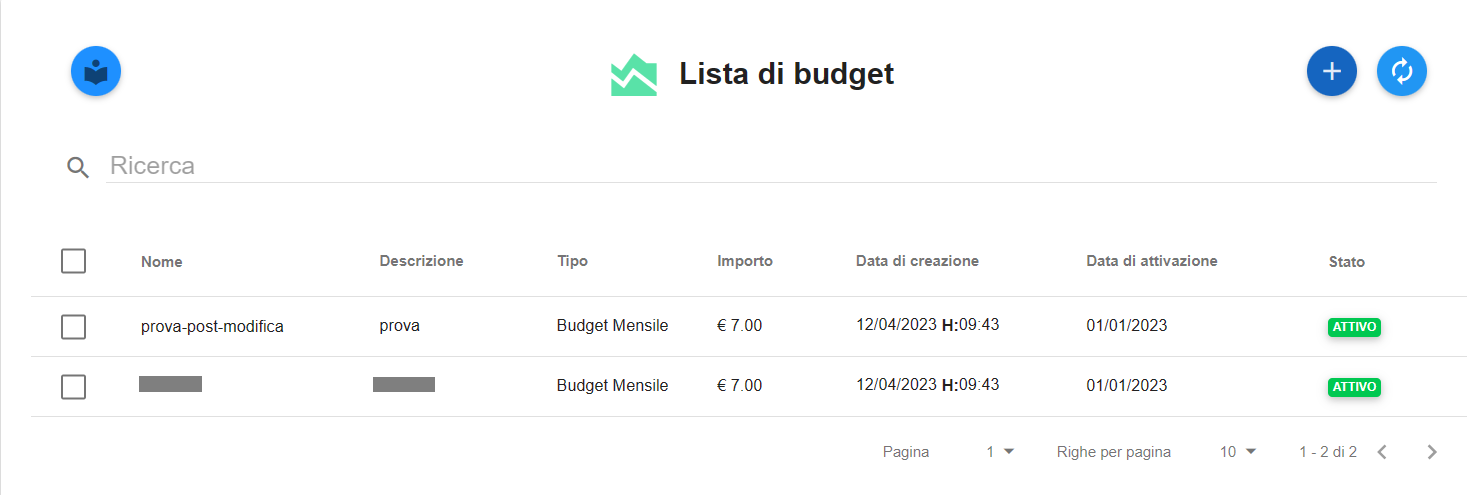 Lista di budget
Ricerca
Nome Descrizione Tipo Importo Data di creazione Data di attivazione Stato
prova-post-modifica prova Budget Mensile € 7.00 12/04/2023 H:09:43 01/01/2023 ATTIVO
Budget Mensile € 7.00 12/04/2023 H:09:43 01/01/2023 ATTIVO
Pagina 1 Righe per pagina 10 1 - 2 di 2